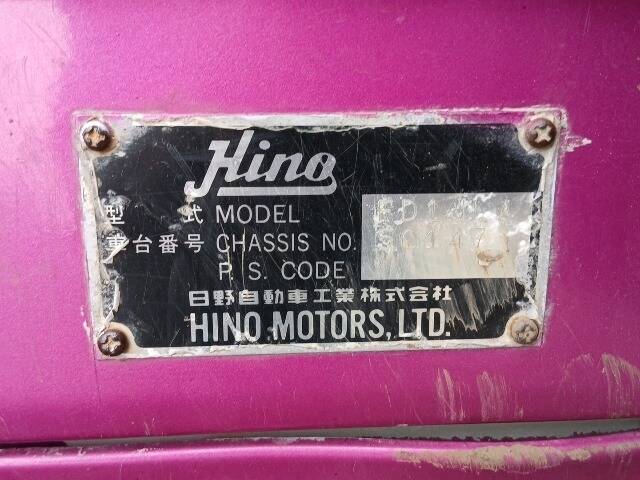 Hino
型 式 MODEL
車台番号 CHASSIS NO.
P. S. CODE
日野自動車工業株式会社
HINO MOTORS, LTD.